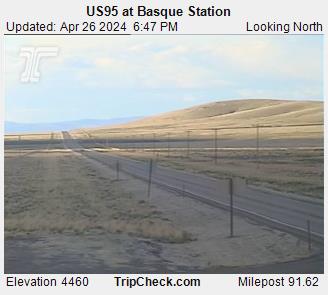 US95 at Basque Station
Updated: Apr 26 2024 6:47 PM Looking North
Elevation 4460 TripCheck.com Milepost 91.62